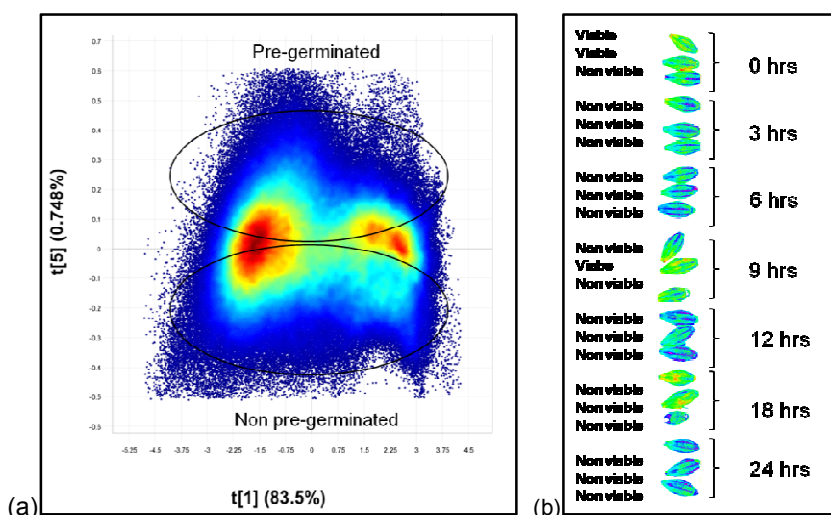 0.7
Pre-germinated
0.6
0.5
0.4
0.3
0.2
0.1
0
-0.1
-0.2
-0.3
-0.4
-0.5
-0.6
t[5] (0.748%)
Non pre-germinated
-5.25 -4.5 -3.75 -3 -2.25 -1.5 -0.75 0 0.75 1.5 2.25 3 3.75 4.5
t[1] (83.5%)
(a)
Viable
Viable
Non viable
0 hrs
Non viable
Non viable
Non viable
3 hrs
Non viable
Non viable
Non viable
6 hrs
Non viable
Viabe
Non viable
9 hrs
Non viable
Non viable
Non viable
12 hrs
Non viable
Non viable
Non viable
18 hrs
Non viable
Non viable
Non viable
24 hrs
(b)